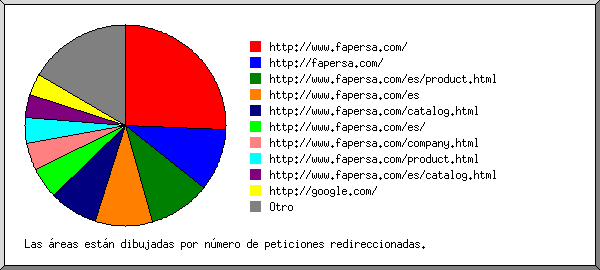 http://www.fapersa.com/
http://fapersa.com/
http://www.fapersa.com/es/product.html
http://www.fapersa.com/es
http://www.fapersa.com/catalog.html
http://www.fapersa.com/es/
http://www.fapersa.com/company.html
http://www.fapersa.com/product.html
http://www.fapersa.com/es/catalog.html
http://google.com/
Otro
Las áreas están dibujadas por número de peticiones redireccionadas.